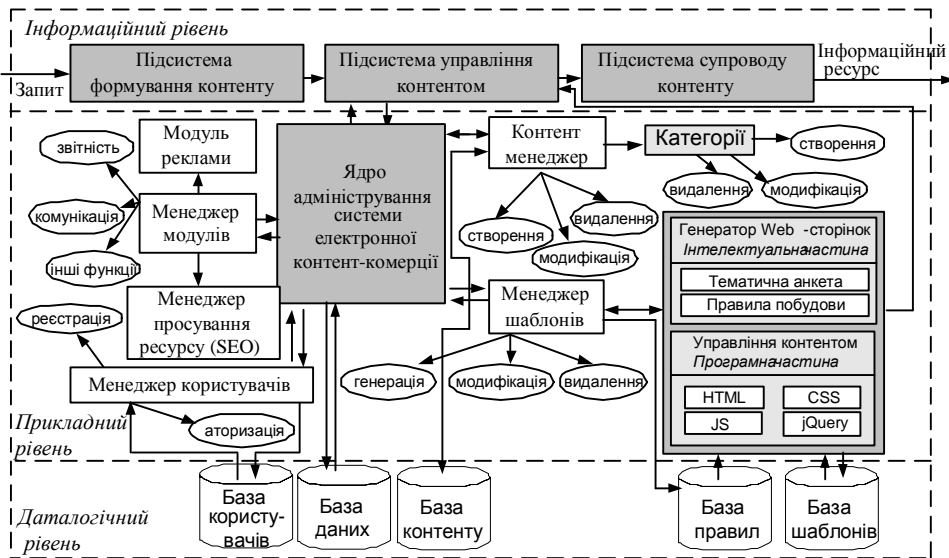 Інформаційний рівень
Запит
Підсистема
формування контенту
Підсистема управління
контентом
Підсистема супроводу
контенту
Інформаційний
ресурс
звітність
комунікація
інші функції
реєстрація
Модуль
реклами
Менеджер
модулів
Менеджер
просування
ресурсу (SEO)
Менеджер користувачів
аторизація
Ядро
адміністрування
системи
електронної
контент-комерції
Контент
менеджер
створення
модифікація
видалення
Категорії
створення
видалення
модифікація
Менеджер
шаблонів
генерація
модифікація
видалення
Генератор Web -сторінок
Інтелектуальначастина
Тематична анкета
Правила побудови
Управління контентом
Програмначастина
HTML
CSS
JS
jQuery
Прикладний
рівень
Даталогічний
рівень
База
користу-
вачів
База
даних
База
контенту
База
правил
База
шаблонів